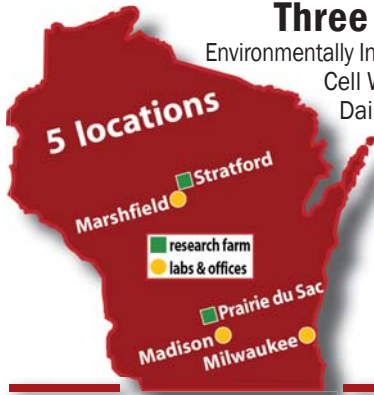 Three
Environmentally In
Cell W
Dai
5 locations
Stratford
Marshfield
research farm
labs & offices
Prairie du Sac
Madison
Milwaukee